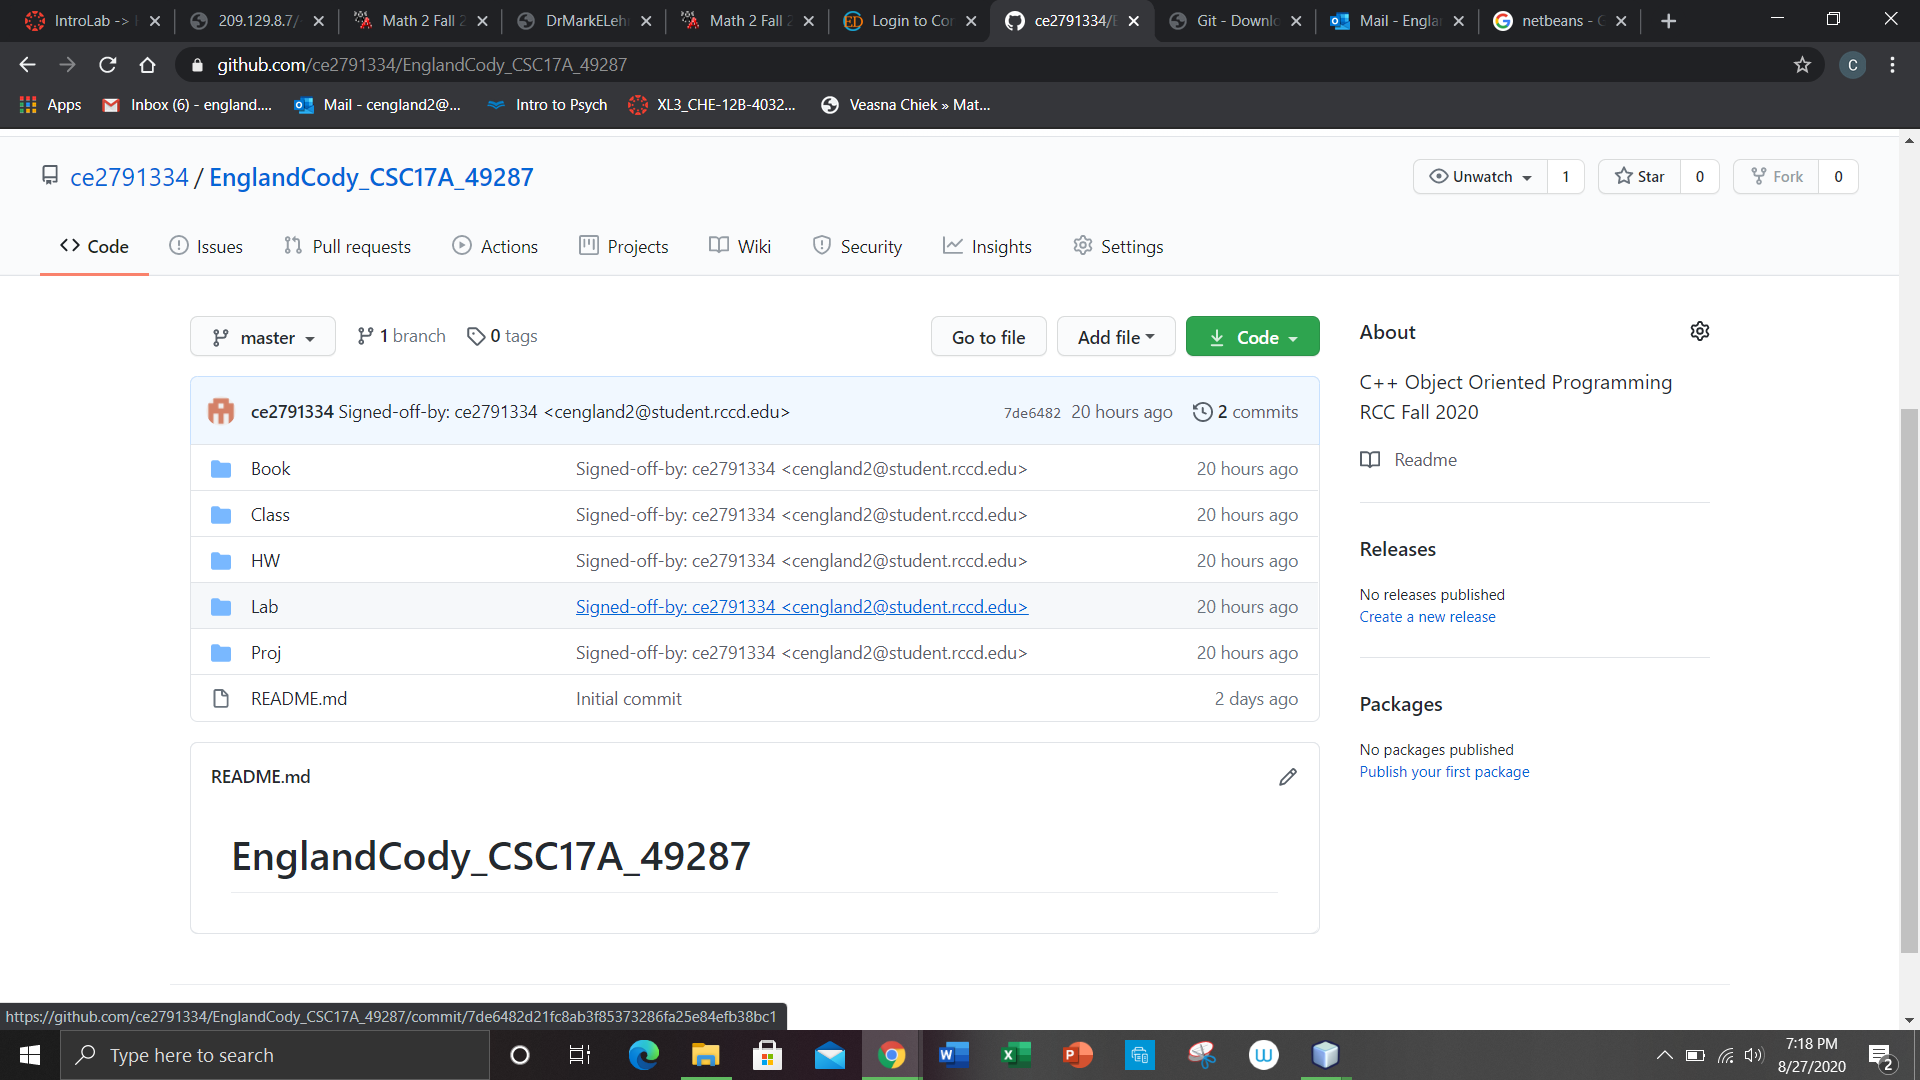 IntroLab ->
209.129.8.7/
Math 2 Fall 2
DrMarkELeh
Math 2 Fall 2
Login to Cor
ce2791334/E
Git - Downlo
Mail - Englan
netbeans - G
github.com/ce2791334/EnglandCody_CSC17A_49287
C
Apps
Inbox (6) - england....
Mail - cengland2@...
Intro to Psych
XL3_CHE-12B-4032...
Veasna Chiek » Mat...
ce2791334 / EnglandCody_CSC17A_49287
Unwatch 1
Star 0
Fork 0
Code
Issues
Pull requests
Actions
Projects
Wiki
Security
Insights
Settings
master
1 branch
0 tags
Go to file
Add file
Code
ce2791334 Signed-off-by: ce2791334 <cengland2@student.rccd.edu> 7de6482 20 hours ago 2 commits
Book Signed-off-by: ce2791334 <cengland2@student.rccd.edu> 20 hours ago
Class Signed-off-by: ce2791334 <cengland2@student.rccd.edu> 20 hours ago
HW Signed-off-by: ce2791334 <cengland2@student.rccd.edu> 20 hours ago
Lab Signed-off-by: ce2791334 <cengland2@student.rccd.edu> 20 hours ago
Proj Signed-off-by: ce2791334 <cengland2@student.rccd.edu> 20 hours ago
README.md Initial commit 2 days ago
README.md
EnglandCody_CSC17A_49287
About
C++ Object Oriented Programming
RCC Fall 2020
Readme
Releases
No releases published
Create a new release
Packages
No packages published
Publish your first package
https://github.com/ce2791334/EnglandCody_CSC17A_49287/commit/7de6482d21fc8ab3f85373286fa25e84efb38bc1
Type here to search
7:18 PM
8/27/2020
2